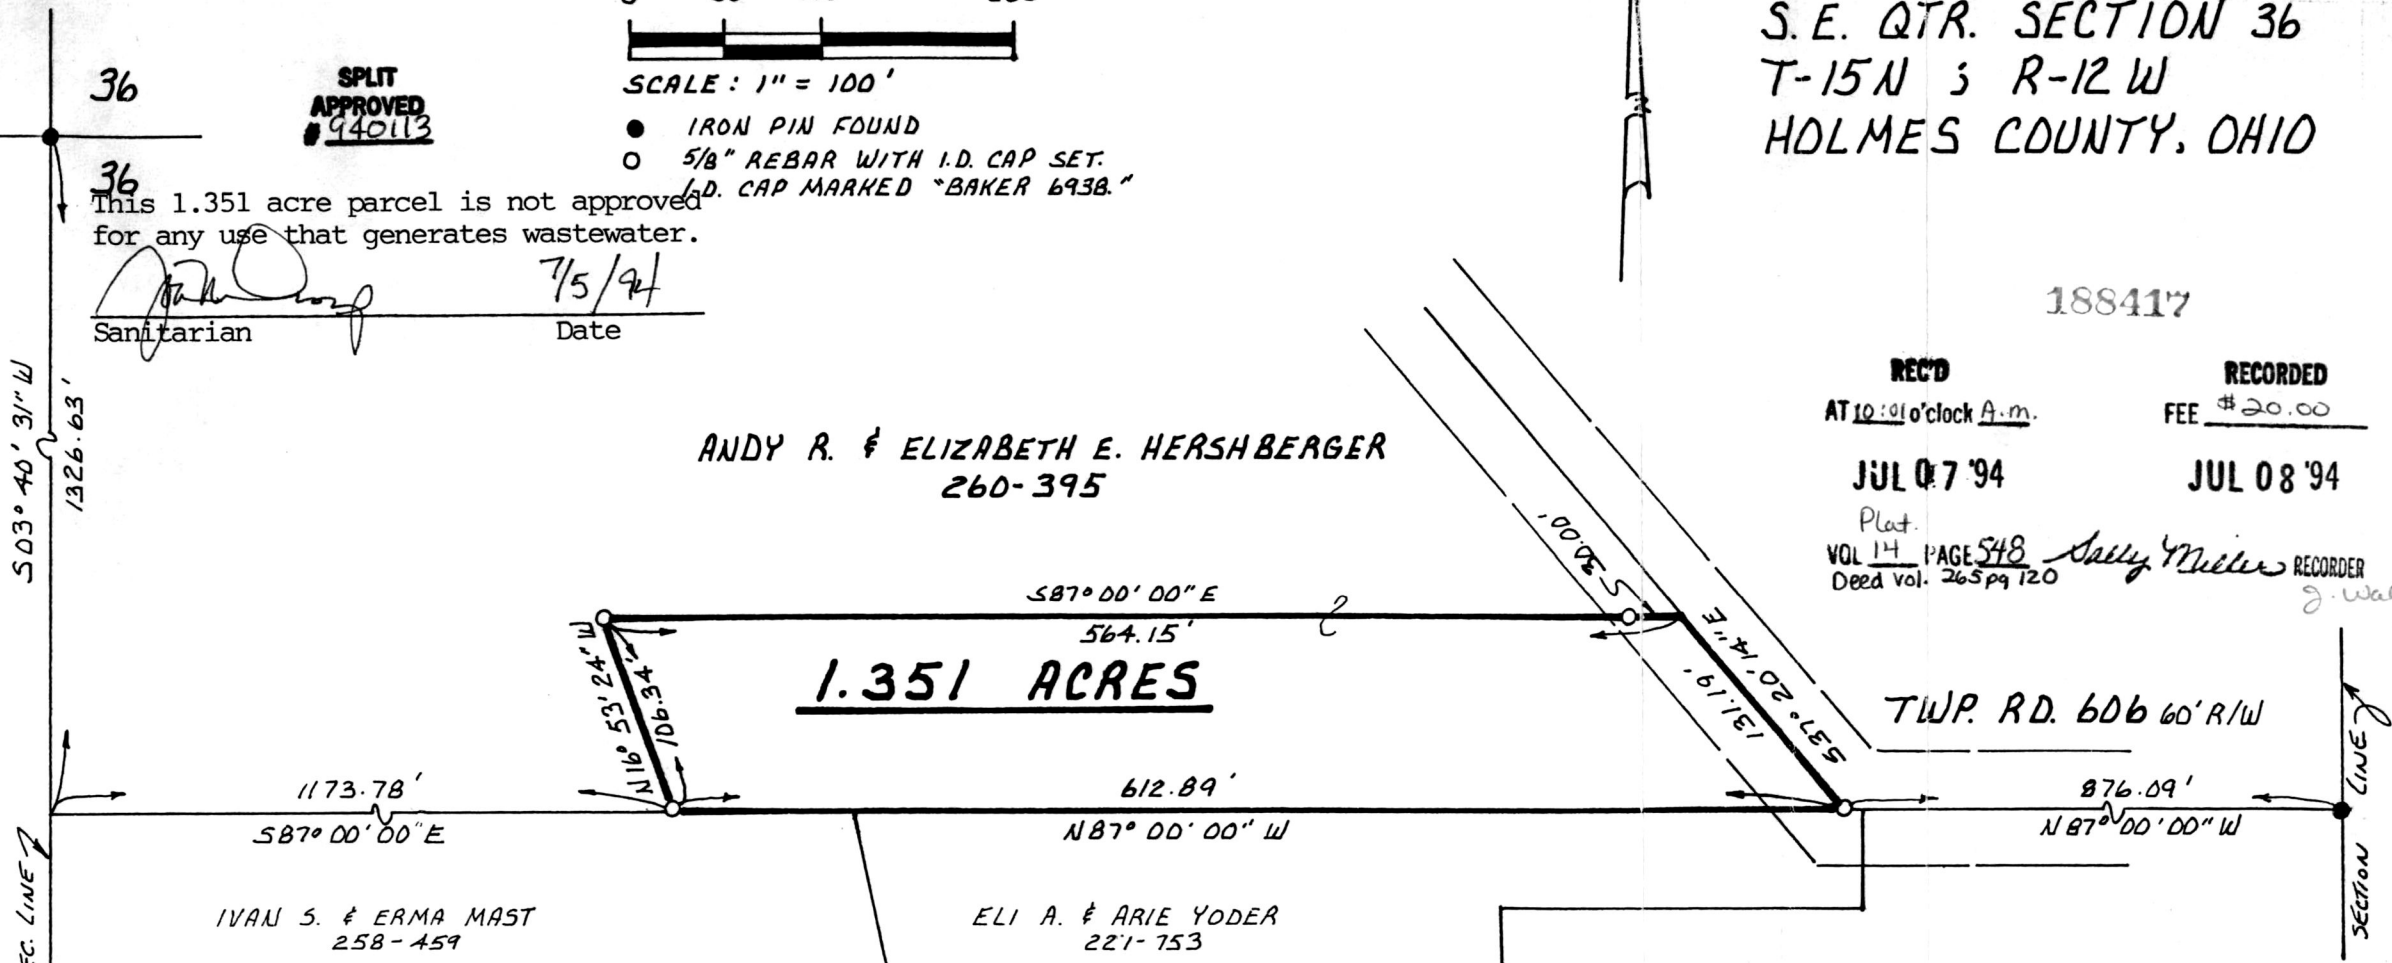 S.E. QTR. SECTION 36
T-15N ; R-12W
HOLMES COUNTY, OHIO
36
36
SPLIT
APPROVED
# 940113
SCALE: 1" = 100'
IRON PIN FOUND
5/8" REBAR WITH I.D. CAP SET.
I.D. CAP MARKED "BAKER 6938."
This 1.351 acre parcel is not approved
for any use that generates wastewater.
7/5/94
Sanitarian Date
188417
REC'D
AT 10:01 o'clock A.m.
JUL 07 '94
RECORDED
FEE $20.00
JUL 08 '94
Plat.
VOL 14 PAGE 548 Sally Miller RECORDER
Deed Vol. 265 pg 120
S03° 40' 31" W
1326.63'
ANDY R. & ELIZABETH E. HERSHBERGER
260-395
30.00'
S87° 00' 00" E
564.15'
1.351 ACRES
N16° 53' 24" W
106.34'
S37° 20' 14" E
131.19'
TWP. RD. 606 60' R/W
1173.78'
S87° 00' 00" E
612.89'
N87° 00' 00" W
876.09'
N87° 00' 00" W
SECTION LINE
LINE
IVAN S. & ERMA MAST
258-459
ELI A. & ARIE YODER
221-753